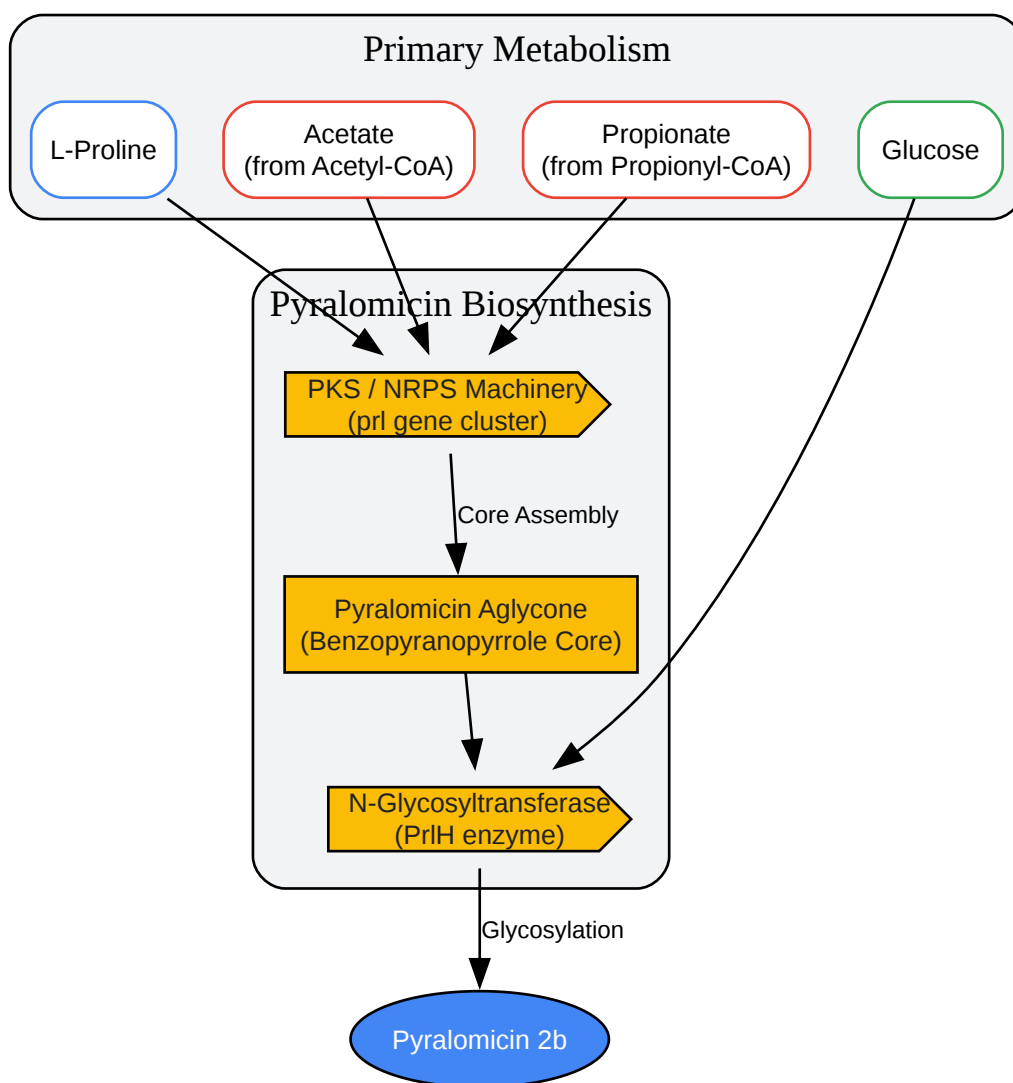 Primary Metabolism
L-Proline
Acetate
(from Acetyl-CoA)
Propionate
(from Propionyl-CoA)
Glucose
Pyralomicin Biosynthesis
PKS / NRPS Machinery
(prl gene cluster)
Core Assembly
Pyralomicin Aglycone
(Benzopyranopyrrole Core)
N-Glycosyltransferase
(PrlH enzyme)
Glycosylation
Pyralomicin 2b